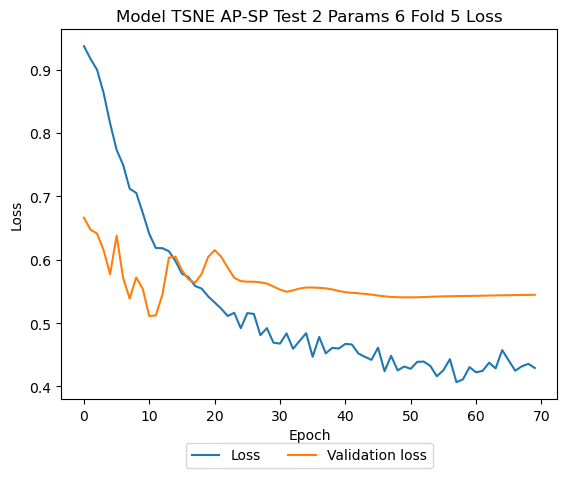 Model TSNE AP-SP Test 2 Params 6 Fold 5 Loss
0.9
0.8
0.7
0.6
0.5
0.4
Loss
0 10 20 30 40 50 60 70
Epoch
Loss Validation loss